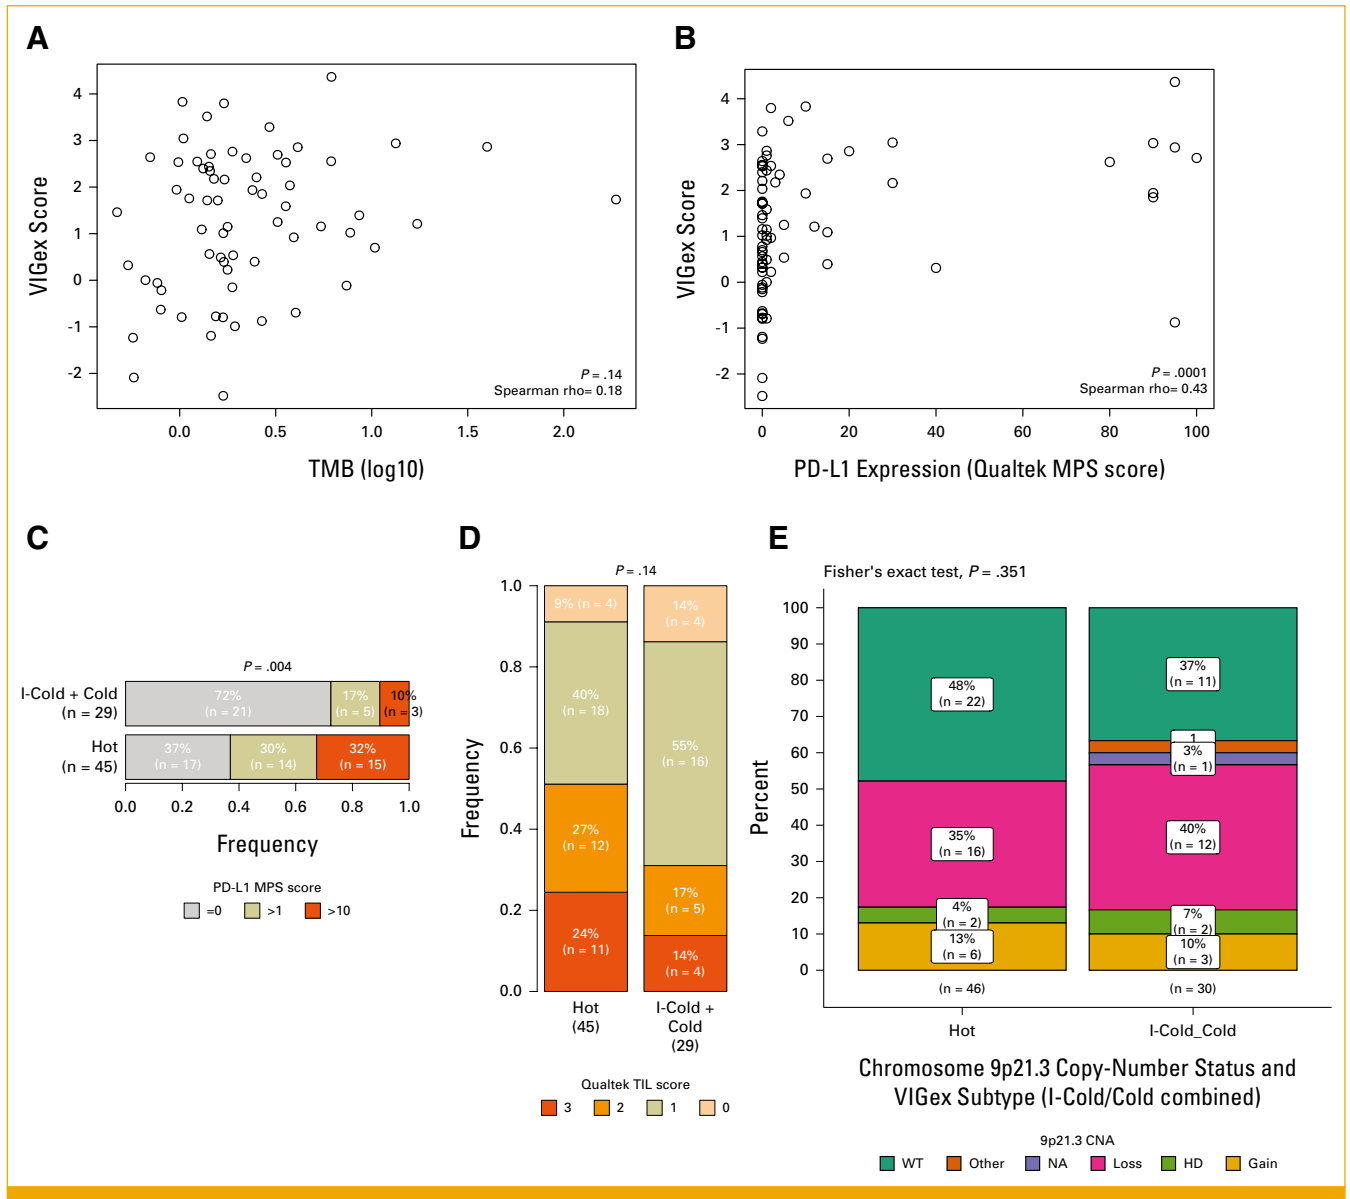 A
4
3
2
1
0
-1
-2
VIGex Score
P = .14
Spearman rho= 0.18
0.0 0.5 1.0 1.5 2.0
TMB (log10)
B
4
3
2
1
0
-1
-2
VIGex Score
P = .0001
Spearman rho= 0.43
0 20 40 60 80 100
PD-L1 Expression (Qualtek MPS score)
C
P = .004
I-Cold + Cold
(n = 29)
72%
(n = 21)
17%
(n = 5)
10%
(n = 3)
Hot
(n = 45)
37%
(n = 17)
30%
(n = 14)
32%
(n = 15)
0.0 0.2 0.4 0.6 0.8 1.0
Frequency
PD-L1 MPS score
=0 >1 >10
D
P = .14
1.0
0.8
0.6
0.4
0.2
0.0
Frequency
9% (n = 4)
40%
(n = 18)
27%
(n = 12)
24%
(n = 11)
14%
(n = 4)
55%
(n = 16)
17%
(n = 5)
14%
(n = 4)
Hot
(45)
I-Cold +
Cold
(29)
Qualtek TIL score
3 2 1 0
E
Fisher's exact test, P = .351
100
90
80
70
60
50
40
30
20
10
0
Percent
48%
(n = 22)
35%
(n = 16)
4%
(n = 2)
13%
(n = 6)
37%
(n = 11)
1
3%
(n = 1)
40%
(n = 12)
7%
(n = 2)
10%
(n = 3)
(n = 46) (n = 30)
Hot I-Cold_Cold
Chromosome 9p21.3 Copy-Number Status and
VIGex Subtype (I-Cold/Cold combined)
9p21.3 CNA
WT Other NA Loss HD Gain